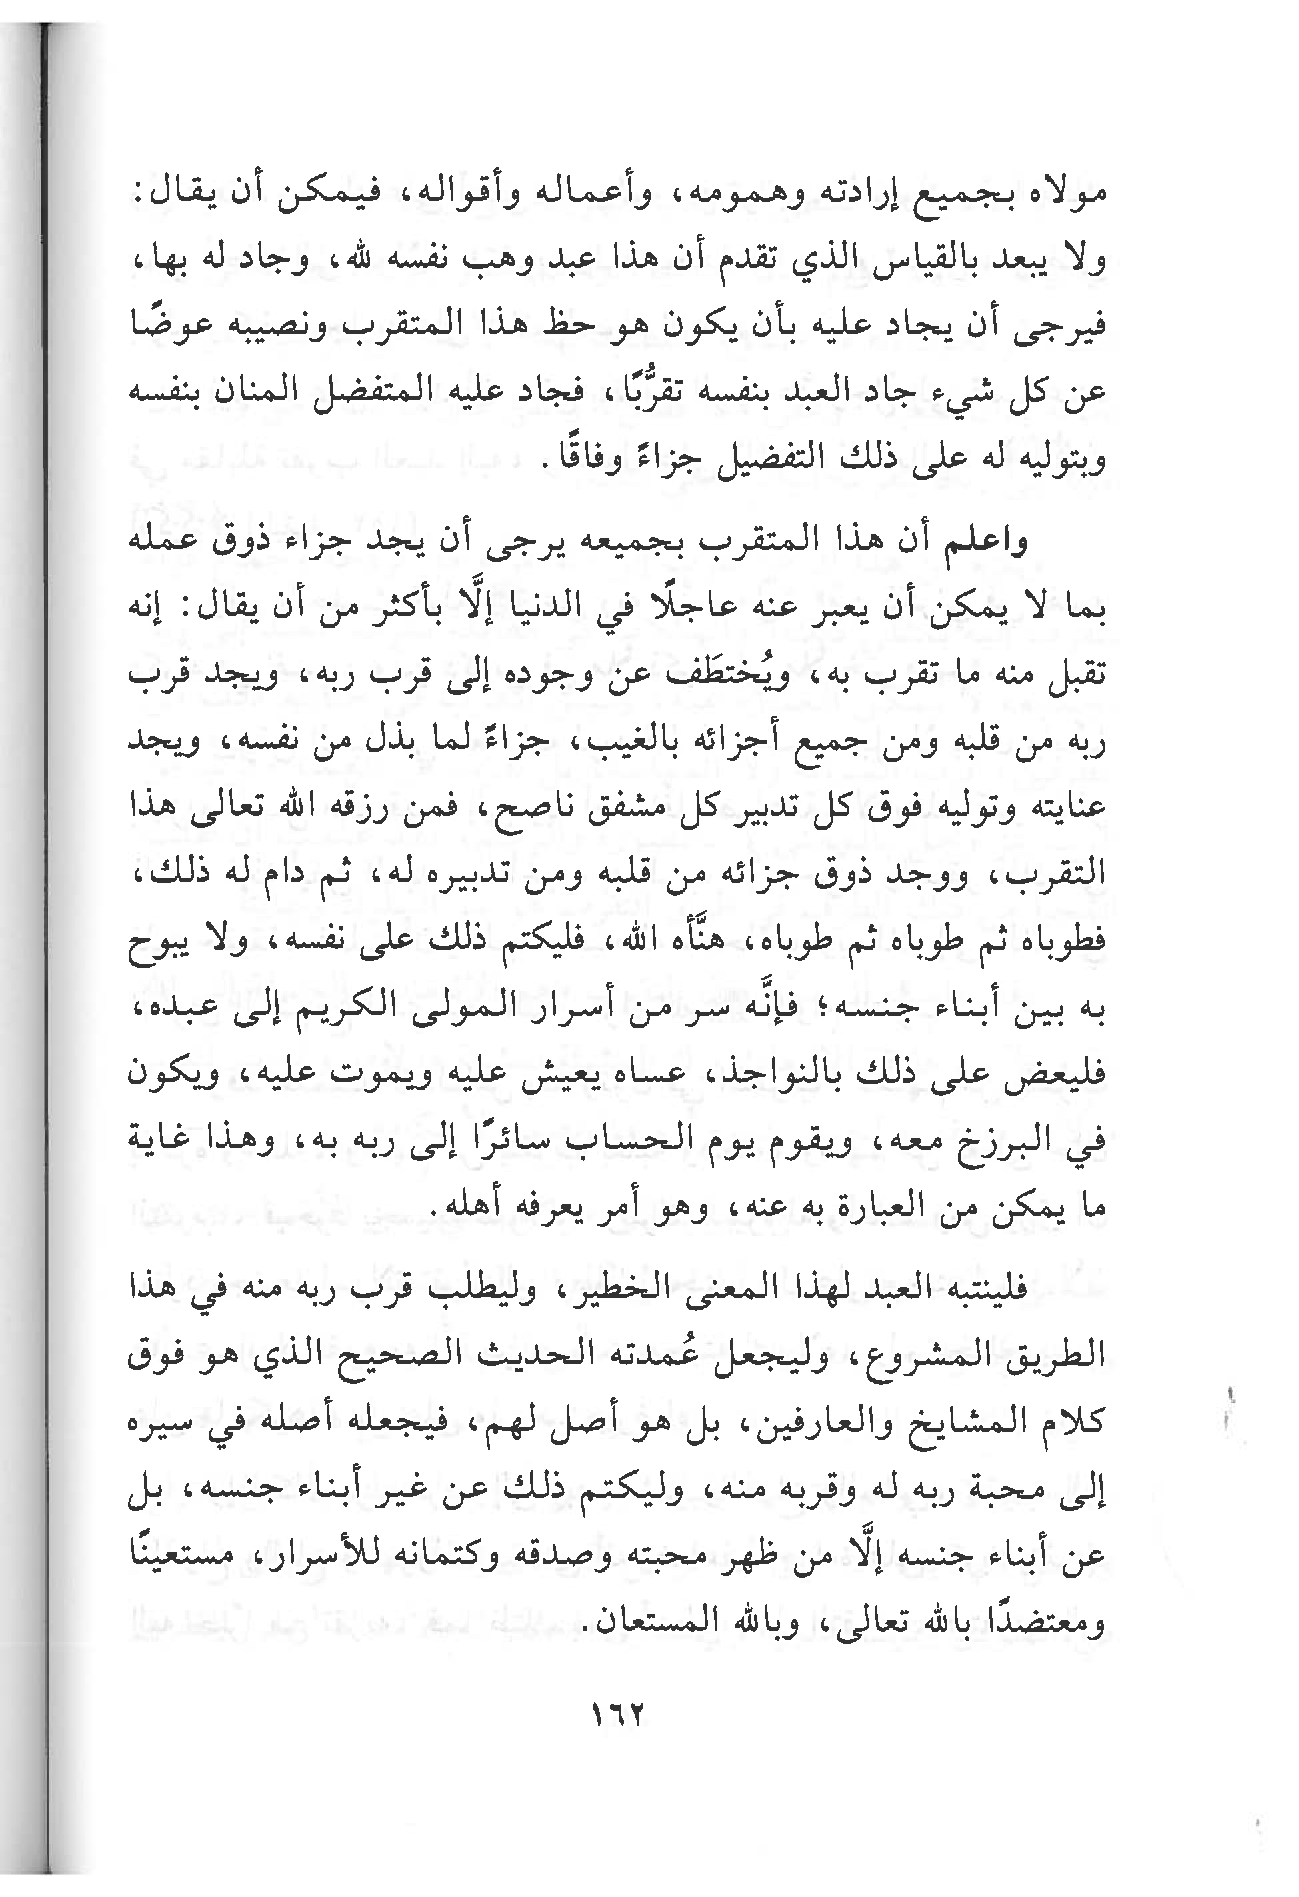 مولاه بجميع إرادته وهمومه، وأعماله وأقواله، فيمكن أن يقال:
ولا يبعد بالقياس الذي تقدم أن هذا عبد وهب نفسه لله، وجاد له بها،
فيرجى أن يجاد عليه بأن يكون هو حظ هذا المتقرب ونصيبه عوضًا
عن كل شيء جاد العبد بنفسه تقرُّبًا، فجاد عليه المتفضل المنان بنفسه
وبتوليه له على ذلك التفضيل جزاءً وفاقًا.
واعلم أن هذا المتقرب بجميعه يرجى أن يجد جزاء ذوق عمله
بما لا يمكن أن يعبر عنه عاجلًا في الدنيا إلَّا بأكثر من أن يقال: إنه
تقبل منه ما تقرب به، ويُختطَف عن وجوده إلى قرب ربه، ويجد قرب
ربه من قلبه ومن جميع أجزائه بالغيب، جزاءً لما بذل من نفسه، ويجد
عنايته وتوليه فوق كل تدبير كل مشفق ناصح، فمن رزقه الله تعالى هذا
التقرب، ووجد ذوق جزائه من قلبه ومن تدبيره له، ثم دام له ذلك،
فطوباه ثم طوباه ثم طوباه، هنَّأه الله، فليكتم ذلك على نفسه، ولا يبوح
به بين أبناء جنسه؛ فإنَّه سر من أسرار المولى الكريم إلى عبده،
فليعض على ذلك بالنواجذ، عساه يعيش عليه ويموت عليه، ويكون
في البرزخ معه، ويقوم يوم الحساب سائرًا إلى ربه به، وهذا غاية
ما يمكن من العبارة به عنه، وهو أمر يعرفه أهله.
فلينتبه العبد لهذا المعنى الخطير، وليطلب قرب ربه منه في هذا
الطريق المشروع، وليجعل عُمدته الحديث الصحيح الذي هو فوق
كلام المشايخ والعارفين، بل هو أصل لهم، فيجعله أصله في سيره
إلى محبة ربه له وقربه منه، وليكتم ذلك عن غير أبناء جنسه، بل
عن أبناء جنسه إلَّا من ظهر محبته وصدقه وكتمانه للأسرار، مستعينًا
ومعتضدًا بالله تعالى، وبالله المستعان.
١٦٢